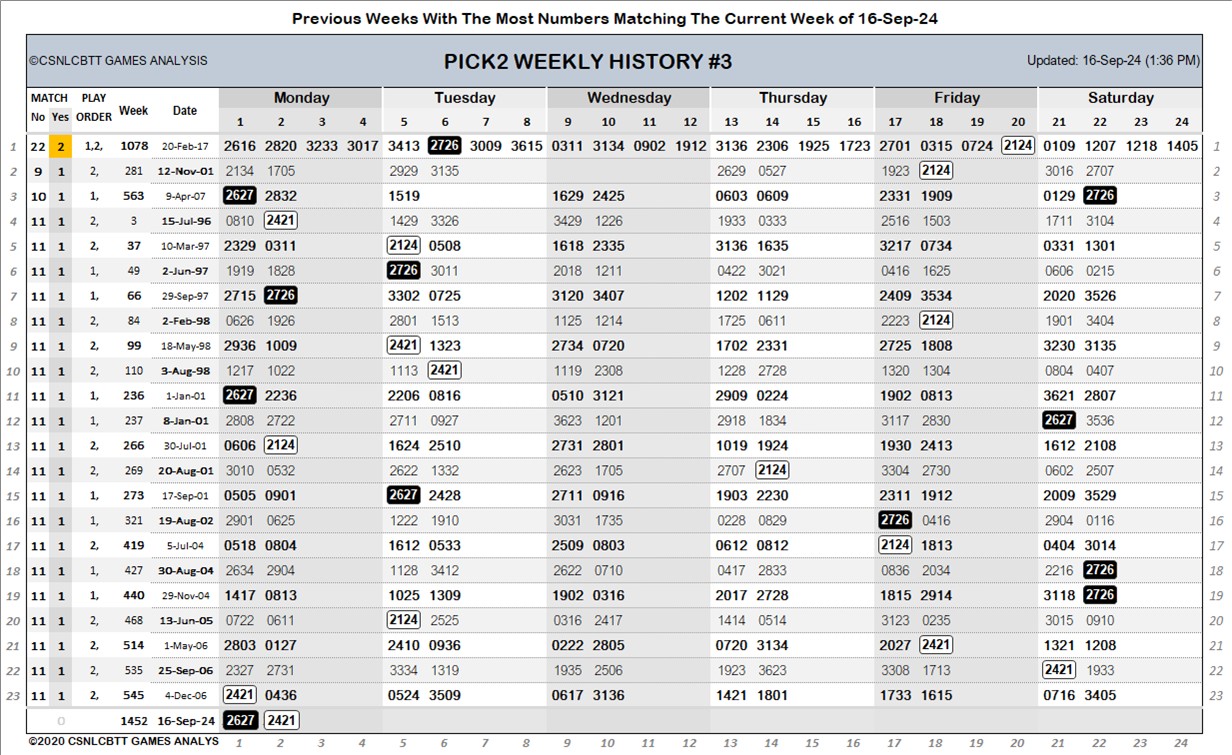 Previous Weeks With The Most Numbers Matching The Current Week of 16-Sep-24
©CSNLCBTT GAMES ANALYSIS PICK2 WEEKLY HISTORY #3 Updated: 16-Sep-24 (1:36 PM)
MATCH PLAY Week Date Monday Tuesday Wednesday Thursday Friday Saturday
No Yes ORDER 1 2 3 4 5 6 7 8 9 10 11 12 13 14 15 16 17 18 19 20 21 22 23 24
1 22 2 1,2, 1078 20-Feb-17 2616 2820 3233 3017 3413 2726 3009 3615 0311 3134 0902 1912 3136 2306 1925 1723 2701 0315 0724 2124 0109 1207 1218 1405 1
2 9 1 2, 281 12-Nov-01 2134 1705 2929 3135 2629 0527 1923 2124 3016 2707 2
3 10 1 1, 563 9-Apr-07 2627 2832 1519 1629 2425 0603 0609 2331 1909 0129 2726 3
4 11 1 2, 3 15-Jul-96 0810 2421 1429 3326 3429 1226 1933 0333 2516 1503 1711 3104 4
5 11 1 2, 37 10-Mar-97 2329 0311 2124 0508 1618 2335 3136 1635 3217 0734 0331 1301 5
6 11 1 1, 49 2-Jun-97 1919 1828 2726 3011 2018 1211 0422 3021 0416 1625 0606 0215 6
7 11 1 1, 66 29-Sep-97 2715 2726 3302 0725 3120 3407 1202 1129 2409 3534 2020 3526 7
8 11 1 2, 84 2-Feb-98 0626 1926 2801 1513 1125 1214 1725 0611 2223 2124 1901 3404 8
9 11 1 2, 99 18-May-98 2936 1009 2421 1323 2734 0720 1702 2331 2725 1808 3230 3135 9
10 11 1 2, 110 3-Aug-98 1217 1022 1113 2421 1119 2308 1228 2728 1320 1304 0804 0407 10
11 11 1 1, 236 1-Jan-01 2627 2236 2206 0816 0510 3121 2909 0224 1902 0813 3621 2807 11
12 11 1 1, 237 8-Jan-01 2808 2722 2711 0927 3623 1201 2918 1834 3117 2830 2627 3536 12
13 11 1 2, 266 30-Jul-01 0606 2124 1624 2510 2731 2801 1019 1924 1930 2413 1612 2108 13
14 11 1 2, 269 20-Aug-01 3010 0532 2622 1332 2623 1705 2707 2124 3304 2730 0602 2507 14
15 11 1 1, 273 17-Sep-01 0505 0901 2627 2428 2711 0916 1903 2230 2311 1912 2009 3529 15
16 11 1 1, 321 19-Aug-02 2901 0625 1222 1910 3031 1735 0228 0829 2726 0416 2904 0116 16
17 11 1 2, 419 5-Jul-04 0518 0804 1612 0533 2509 0803 0612 0812 2124 1813 0404 3014 17
18 11 1 1, 427 30-Aug-04 2634 2904 1128 3412 2622 0710 0417 2833 0836 2034 2216 2726 18
19 11 1 1, 440 29-Nov-04 1417 0813 1025 1309 1902 0316 2017 2728 1815 2914 3118 2726 19
20 11 1 2, 468 13-Jun-05 0722 0611 2124 2525 0316 2417 1414 0514 3123 0235 3015 0910 20
21 11 1 2, 514 1-May-06 2803 0127 2410 0936 0222 2805 0720 3134 2027 2421 1321 1208 21
22 11 1 2, 535 25-Sep-06 2327 2731 3334 1319 1935 2506 1923 3623 3308 1713 2421 1933 22
23 11 1 2, 545 4-Dec-06 2421 0436 0524 3509 0617 3136 1421 1801 1733 1615 0716 3405 23
0 1452 16-Sep-24 2627 2421
©2020 CSNLCBTT GAMES ANALYS 1 2 3 4 5 6 7 8 9 10 11 12 13 14 15 16 17 18 19 20 21 22 23 24